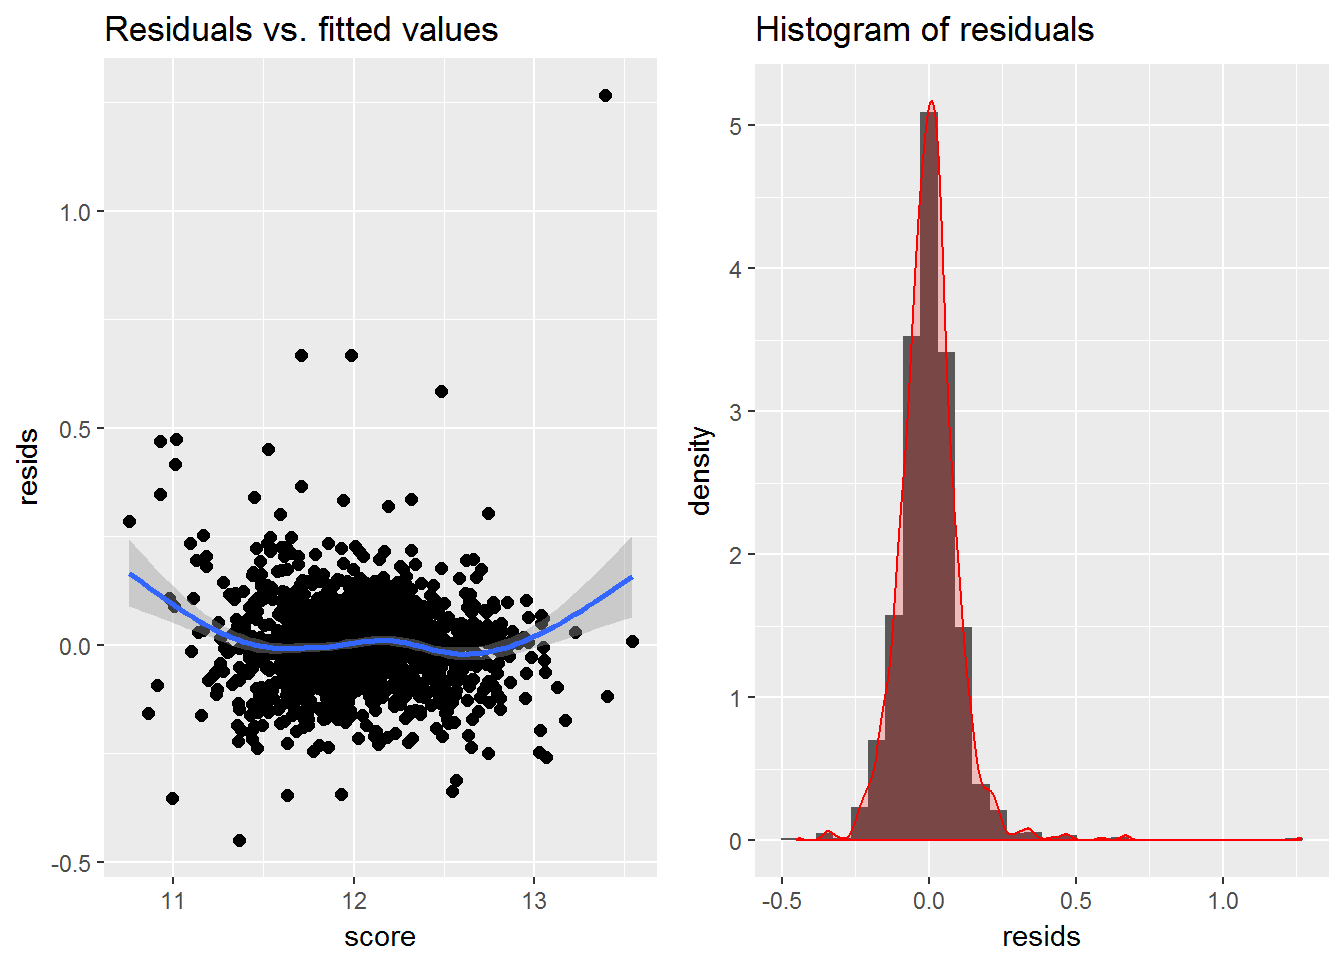 Residuals vs. fitted values
1.0
0.5
0.0
-0.5
resids
11 12 13
score
Histogram of residuals
5
4
3
2
1
0
density
-0.5 0.0 0.5 1.0
resids